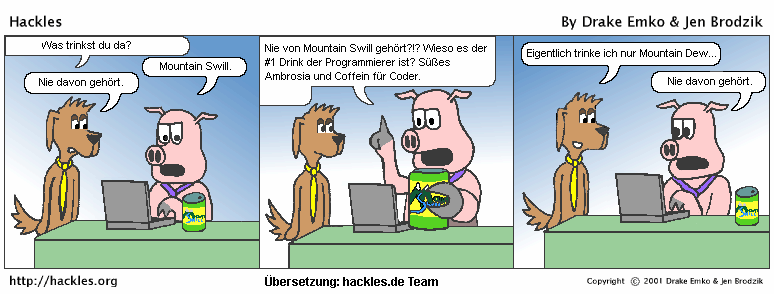 Hackles
By Drake Emko & Jen Brodzik
Was trinkst du da?
Mountain Swill.
Nie davon gehört.
Nie von Mountain Swill gehört?!? Wieso es der
#1 Drink der Programmierer ist? Süßes
Ambrosia und Coffein für Coder.
Eigentlich trinke ich nur Mountain Dew...
Nie davon gehört.
http://hackles.org
Übersetzung: hackles.de Team
Copyright © 2001 Drake Emko & Jen Brodzik